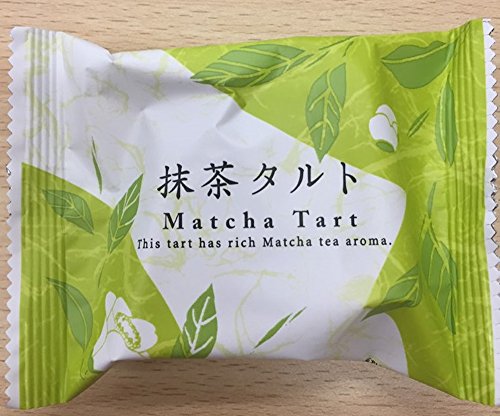 抹茶タルト
Matcha Tart
This tart has rich Matcha tea aroma.